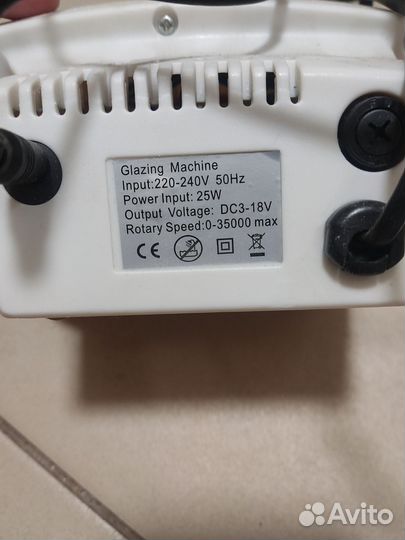 Glazing Machine
Input:220-240V 50Hz
Power Input: 25W
Output Voltage: DC3-18V
Rotary Speed:0-35000 max
CE
Avito